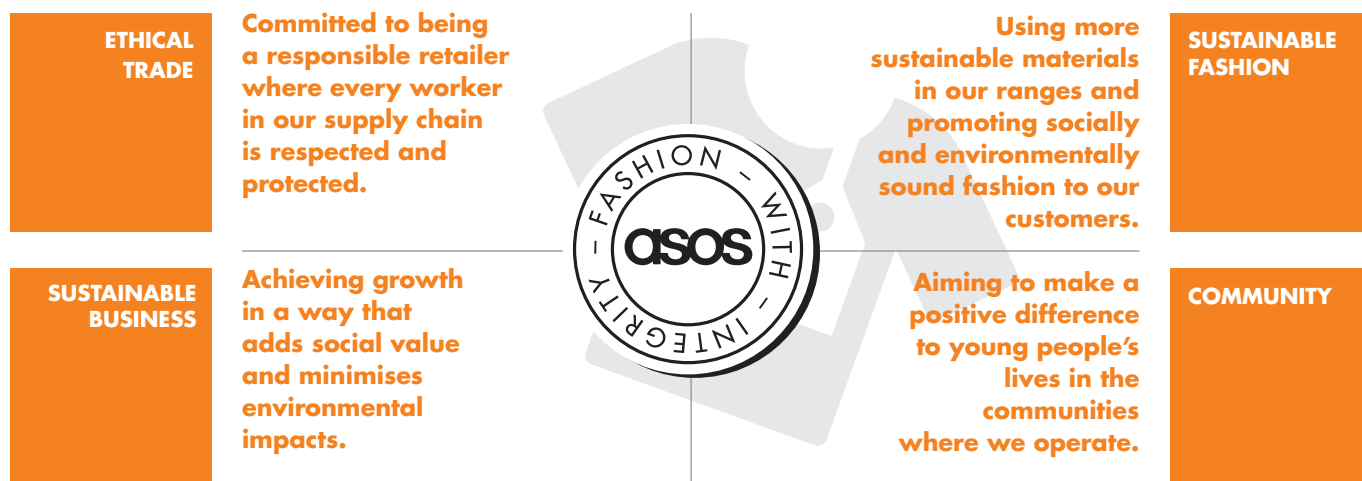 ETHICAL
TRADE
Committed to being
a responsible retailer
where every worker
in our supply chain
is respected and
protected.
Using more
sustainable materials
in our ranges and
promoting socially
and environmentally
sound fashion to our
customers.
SUSTAINABLE
FASHION
FASHION – WITH – INTEGRITY –
asos
SUSTAINABLE
BUSINESS
Achieving growth
in a way that
adds social value
and minimises
environmental
impacts.
Aiming to make a
positive difference
to young people's
lives in the
communities
where we operate.
COMMUNITY